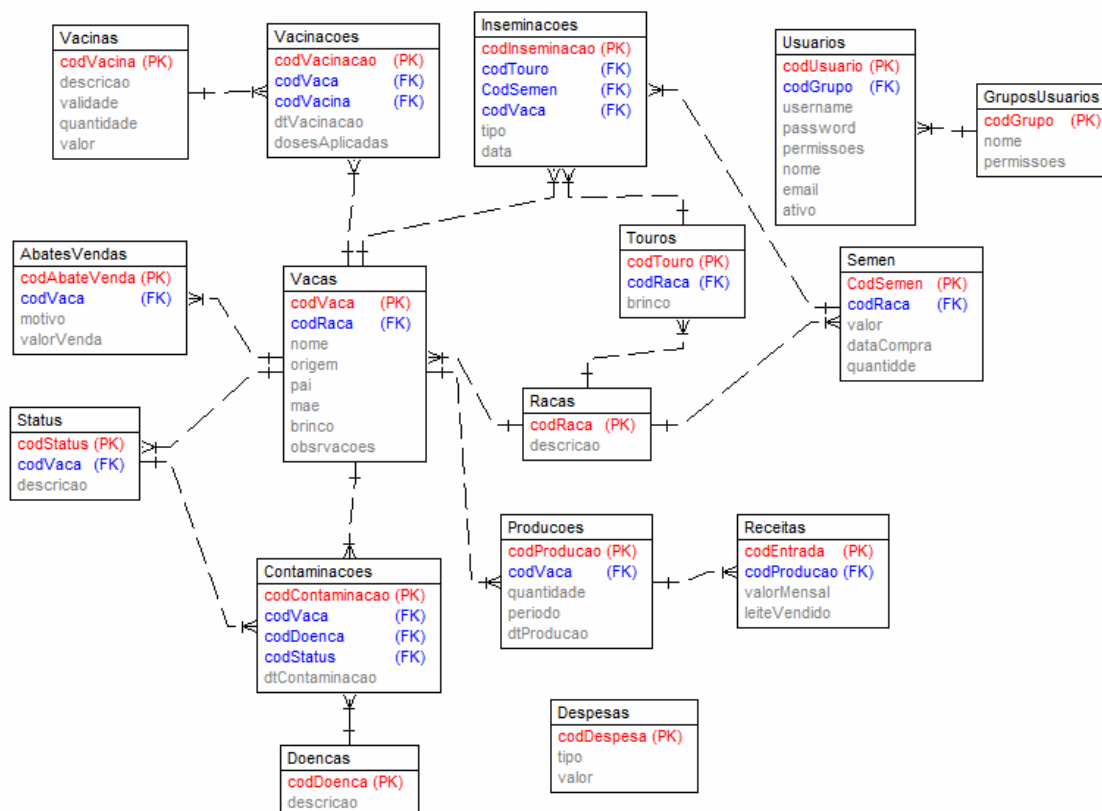 Vacinas
codVacina (PK)
descricao
validade
quantidade
valor
Vacinacoes
codVacinacao (PK)
codVaca (FK)
codVacina (FK)
dtVacinacao
dosesAplicadas
Inseminacoes
codInseminacao (PK)
codTouro (FK)
CodSemen (FK)
codVaca (FK)
tipo
data
Usuarios
codUsuario (PK)
codGrupo (FK)
username
password
permissoes
nome
email
ativo
GruposUsuarios
codGrupo (PK)
nome
permissoes
AbatesVendas
codAbateVenda (PK)
codVaca (FK)
motivo
valorVenda
Vacas
codVaca (PK)
codRaca (FK)
nome
origem
pai
mae
brinco
obsrvacoes
Touros
codTouro (PK)
codRaca (FK)
brinco
Semen
CodSemen (PK)
codRaca (FK)
valor
dataCompra
quantidde
Status
codStatus (PK)
codVaca (FK)
descricao
Racas
codRaca (PK)
descricao
Contaminacoes
codContaminacao (PK)
codVaca (FK)
codDoenca (FK)
codStatus (FK)
dtContaminacao
Producoes
codProducao (PK)
codVaca (FK)
quantidade
periodo
dtProducao
Receitas
codEntrada (PK)
codProducao (FK)
valorMensal
leiteVendido
Despesas
codDespesa (PK)
tipo
valor
Doencas
codDoenca (PK)
descricao